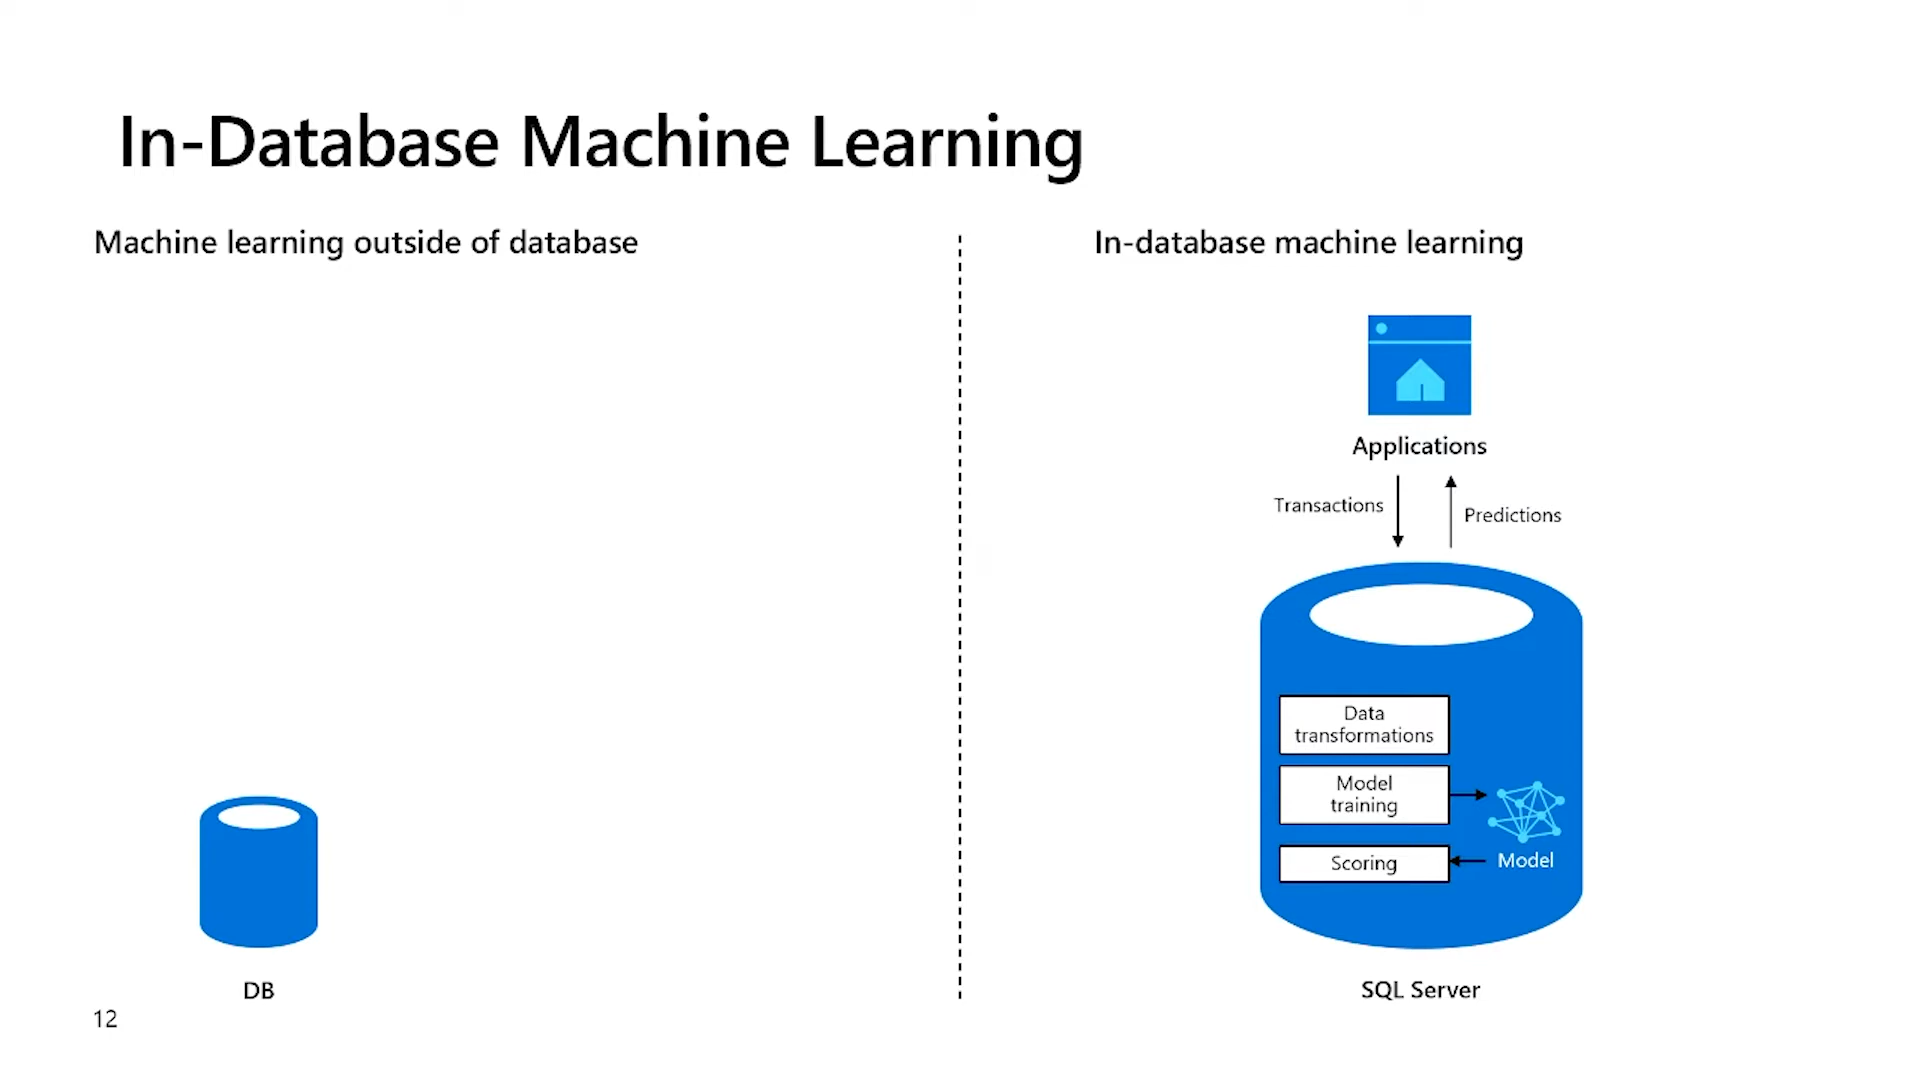 In-Database Machine Learning
Machine learning outside of database
DB
In-database machine learning
Applications
Transactions
Predictions
Data
transformations
Model
training
Scoring
Model
SQL Server
12